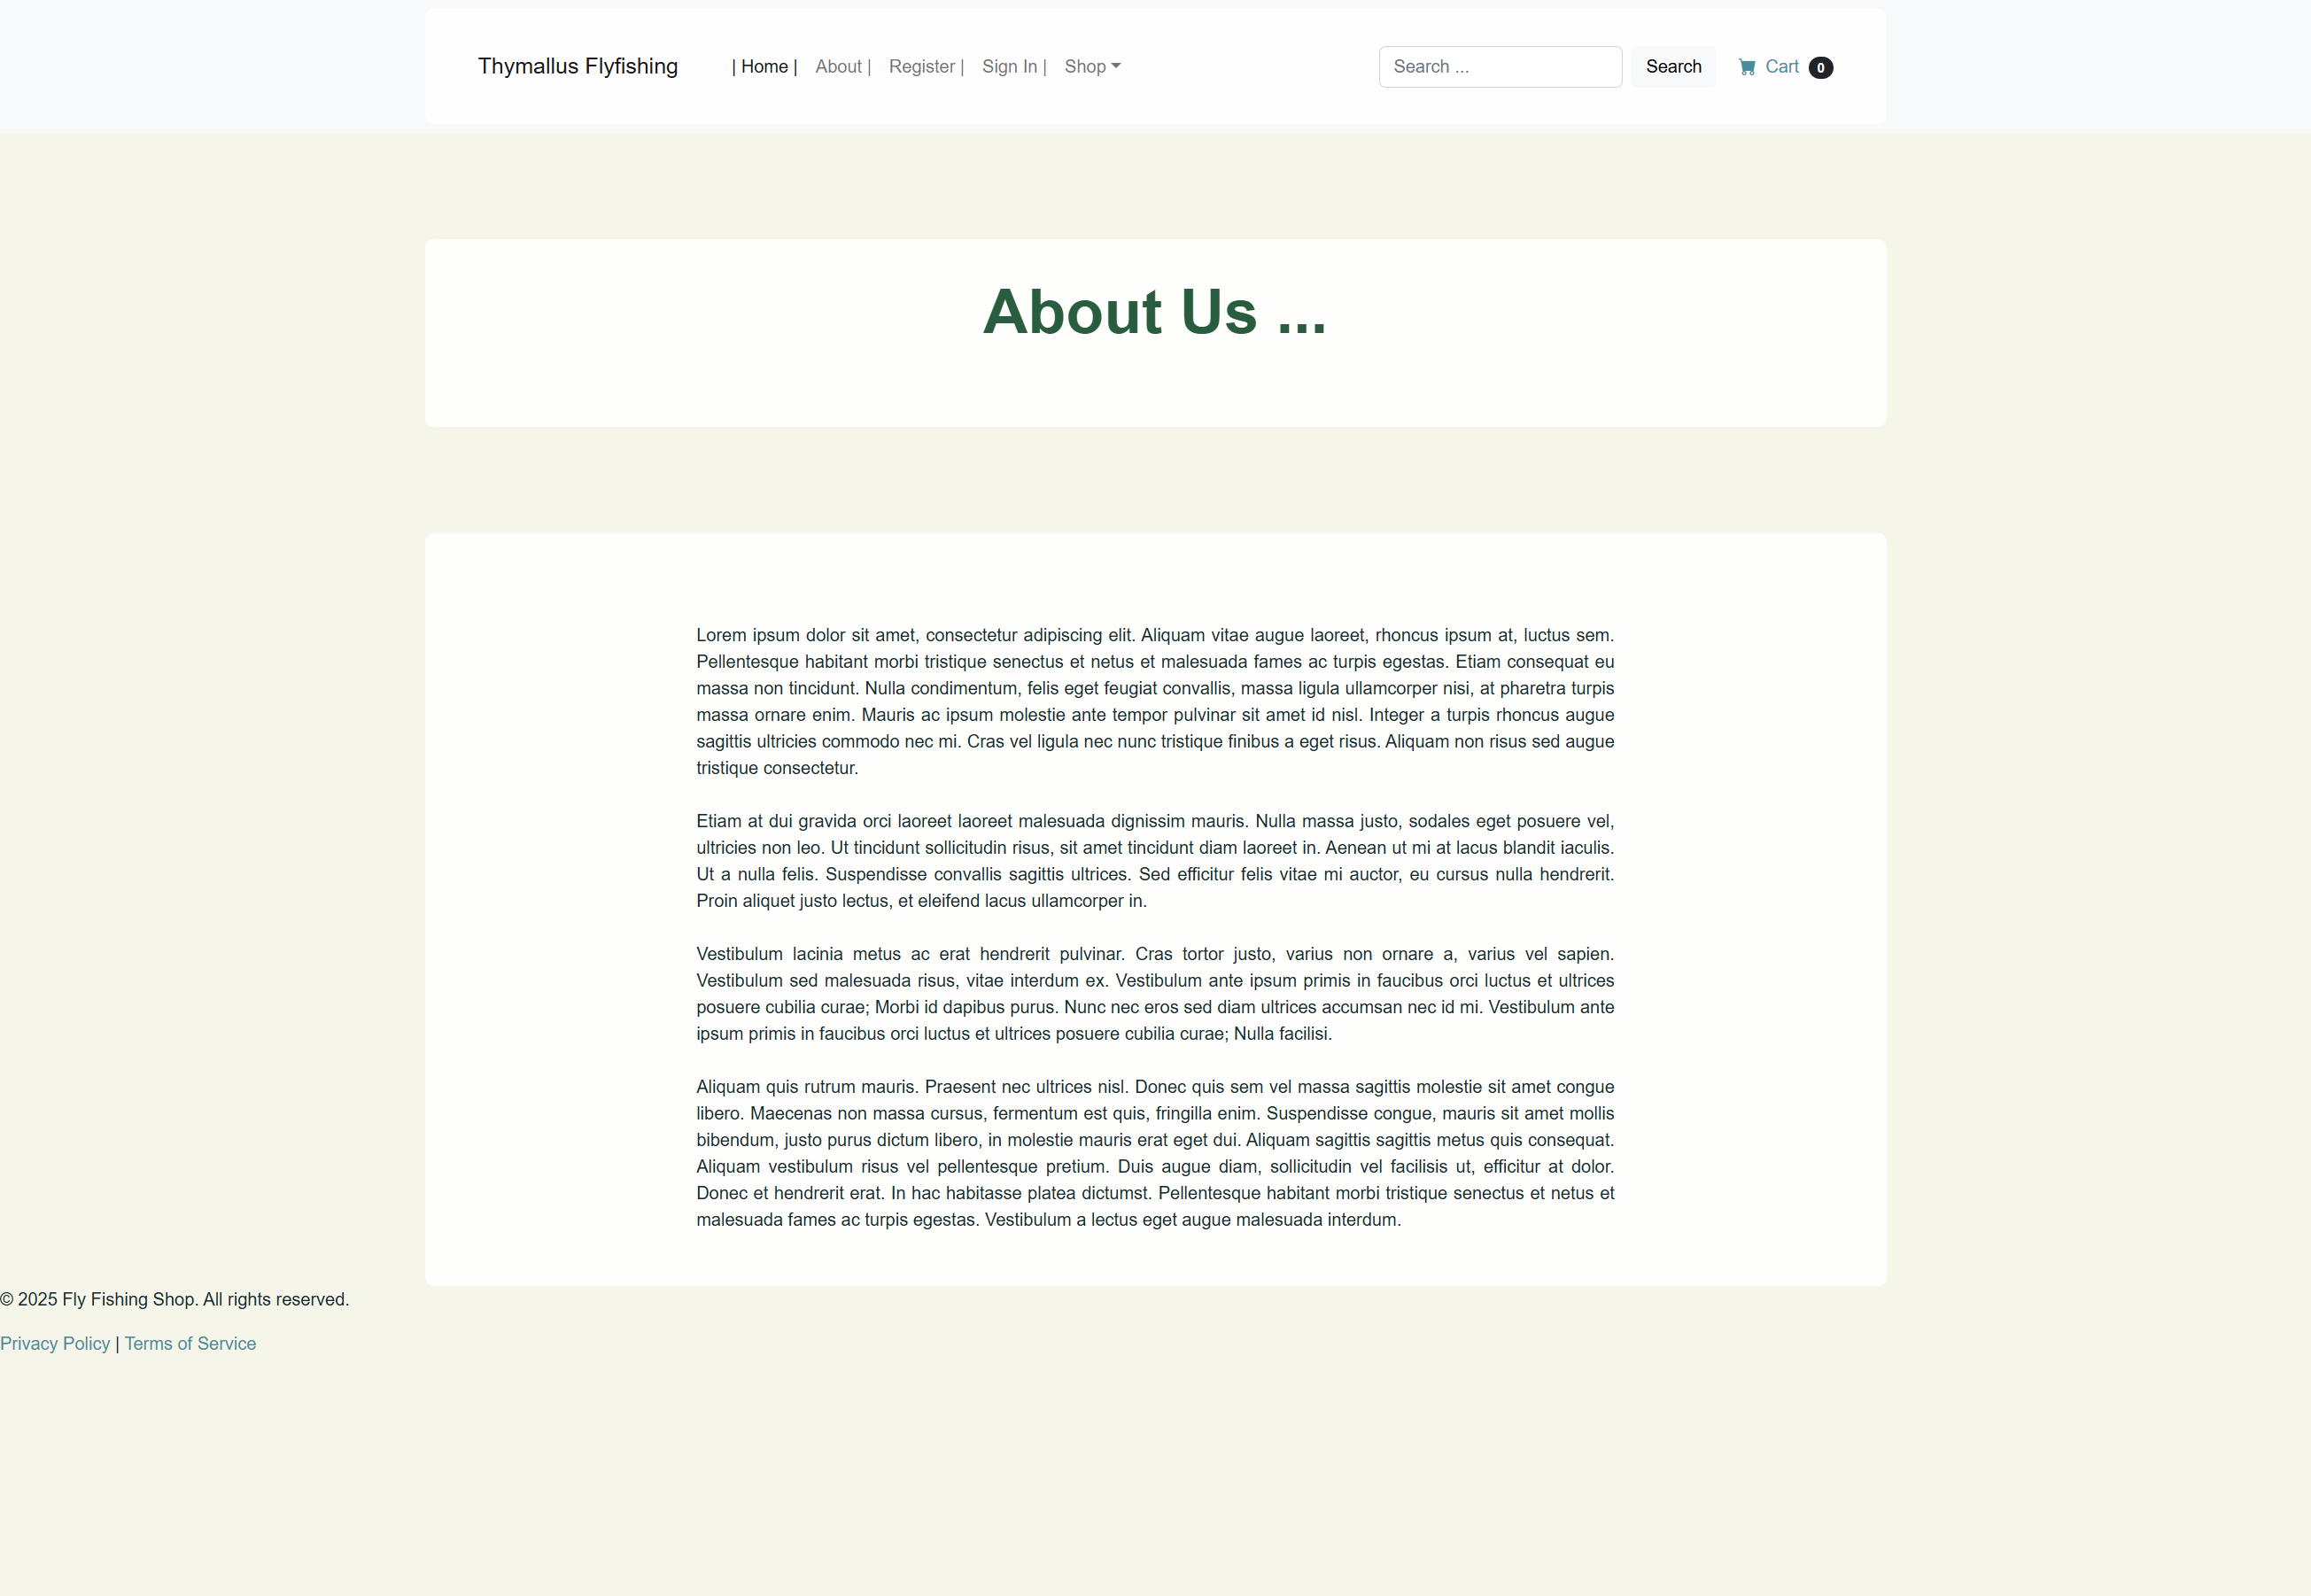 Thymallus Flyfishing | Home | About | Register | Sign In | Shop Search ... Search Cart 0
About Us ...
Lorem ipsum dolor sit amet, consectetur adipiscing elit. Aliquam vitae augue laoreet, rhoncus ipsum at, luctus sem.
Pellentesque habitant morbi tristique senectus et netus et malesuada fames ac turpis egestas. Etiam consequat eu
massa non tincidunt. Nulla condimentum, felis eget feugiat convallis, massa ligula ullamcorper nisi, at pharetra turpis
massa ornare enim. Mauris ac ipsum molestie ante tempor pulvinar sit amet id nisl. Integer a turpis rhoncus augue
sagittis ultricies commodo nec mi. Cras vel ligula nec nunc tristique finibus a eget risus. Aliquam non risus sed augue
tristique consectetur.
Etiam at dui gravida orci laoreet laoreet malesuada dignissim mauris. Nulla massa justo, sodales eget posuere vel,
ultricies non leo. Ut tincidunt sollicitudin risus, sit amet tincidunt diam laoreet in. Aenean ut mi at lacus blandit iaculis.
Ut a nulla felis. Suspendisse convallis sagittis ultrices. Sed efficitur felis vitae mi auctor, eu cursus nulla hendrerit.
Proin aliquet justo lectus, et eleifend lacus ullamcorper in.
Vestibulum lacinia metus ac erat hendrerit pulvinar. Cras tortor justo, varius non ornare a, varius vel sapien.
Vestibulum sed malesuada risus, vitae interdum ex. Vestibulum ante ipsum primis in faucibus orci luctus et ultrices
posuere cubilia curae; Morbi id dapibus purus. Nunc nec eros sed diam ultrices accumsan nec id mi. Vestibulum ante
ipsum primis in faucibus orci luctus et ultrices posuere cubilia curae; Nulla facilisi.
Aliquam quis rutrum mauris. Praesent nec ultrices nisl. Donec quis sem vel massa sagittis molestie sit amet congue
libero. Maecenas non massa cursus, fermentum est quis, fringilla enim. Suspendisse congue, mauris sit amet mollis
bibendum, justo purus dictum libero, in molestie mauris erat eget dui. Aliquam sagittis sagittis metus quis consequat.
Aliquam vestibulum risus vel pellentesque pretium. Duis augue diam, sollicitudin vel facilisis ut, efficitur at dolor.
Donec et hendrerit erat. In hac habitasse platea dictumst. Pellentesque habitant morbi tristique senectus et netus et
malesuada fames ac turpis egestas. Vestibulum a lectus eget augue malesuada interdum.
© 2025 Fly Fishing Shop. All rights reserved.
Privacy Policy | Terms of Service